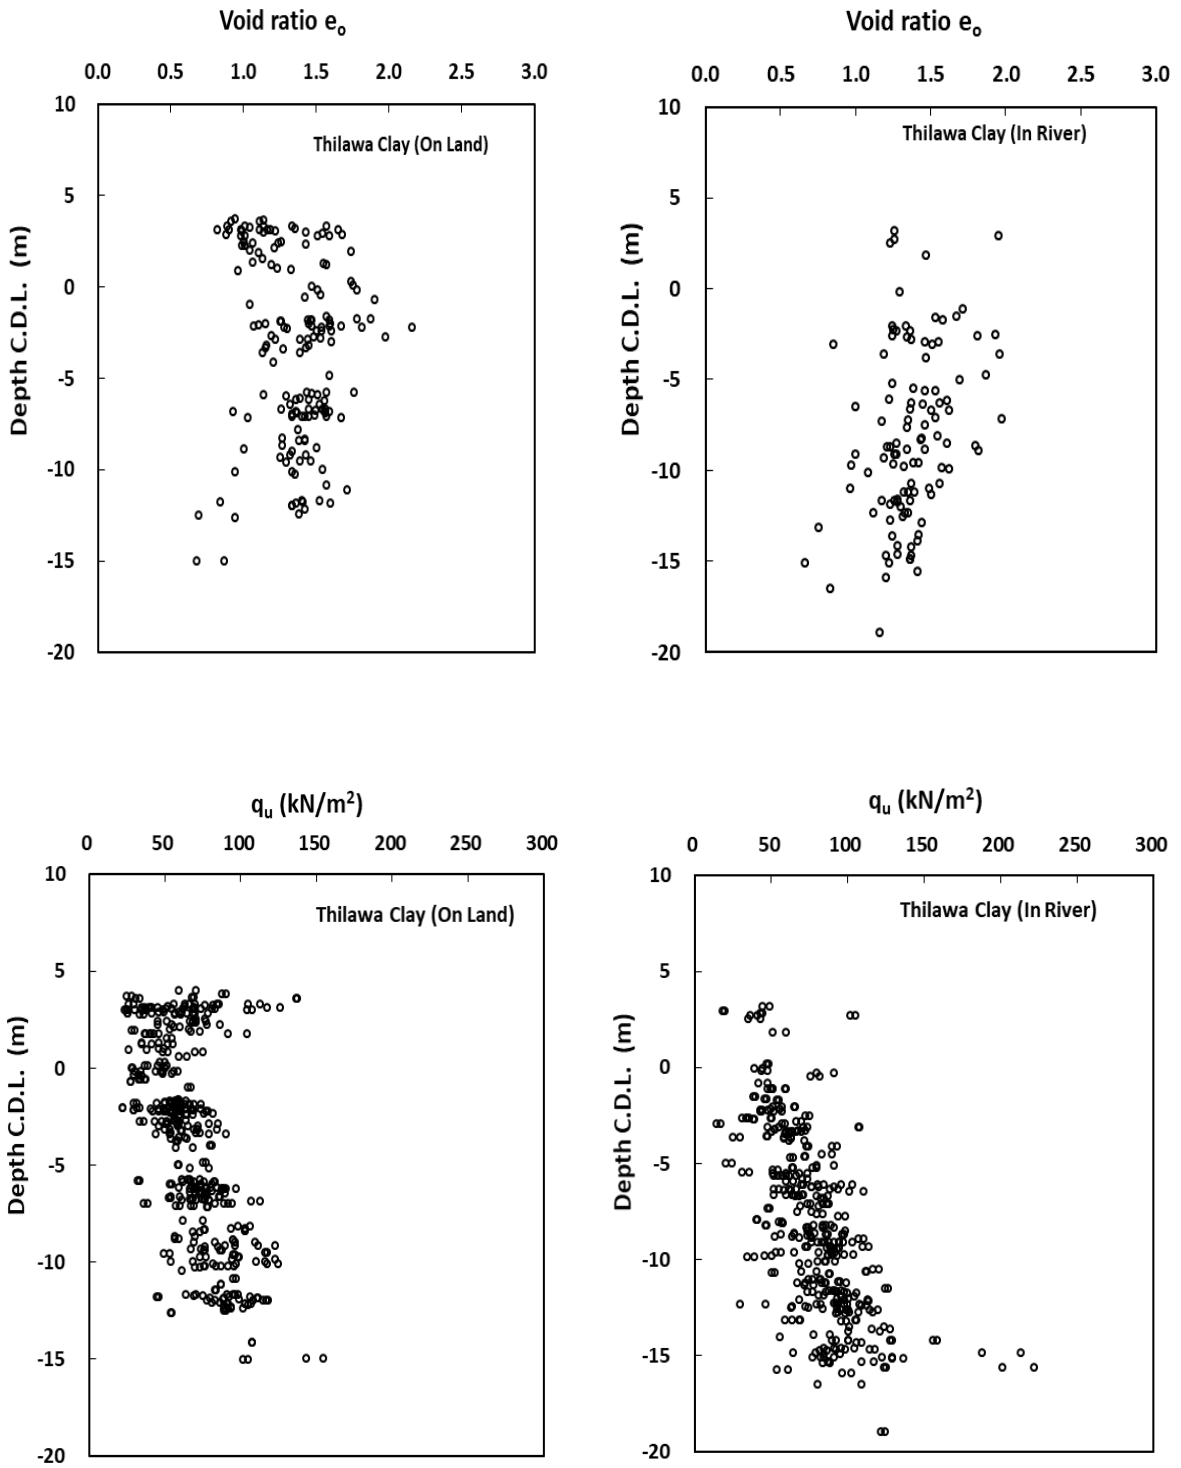 Void ratio eo
0.0 0.5 1.0 1.5 2.0 2.5 3.0
10
5
0
-5
-10
-15
-20
Depth C.D.L. (m)
Thilawa Clay (On Land)
Void ratio eo
0.0 0.5 1.0 1.5 2.0 2.5 3.0
10
5
0
-5
-10
-15
-20
Depth C.D.L. (m)
Thilawa Clay (In River)
qu (kN/m2)
0 50 100 150 200 250 300
10
5
0
-5
-10
-15
-20
Depth C.D.L. (m)
Thilawa Clay (On Land)
qu (kN/m2)
0 50 100 150 200 250 300
10
5
0
-5
-10
-15
-20
Depth C.D.L. (m)
Thilawa Clay (In River)